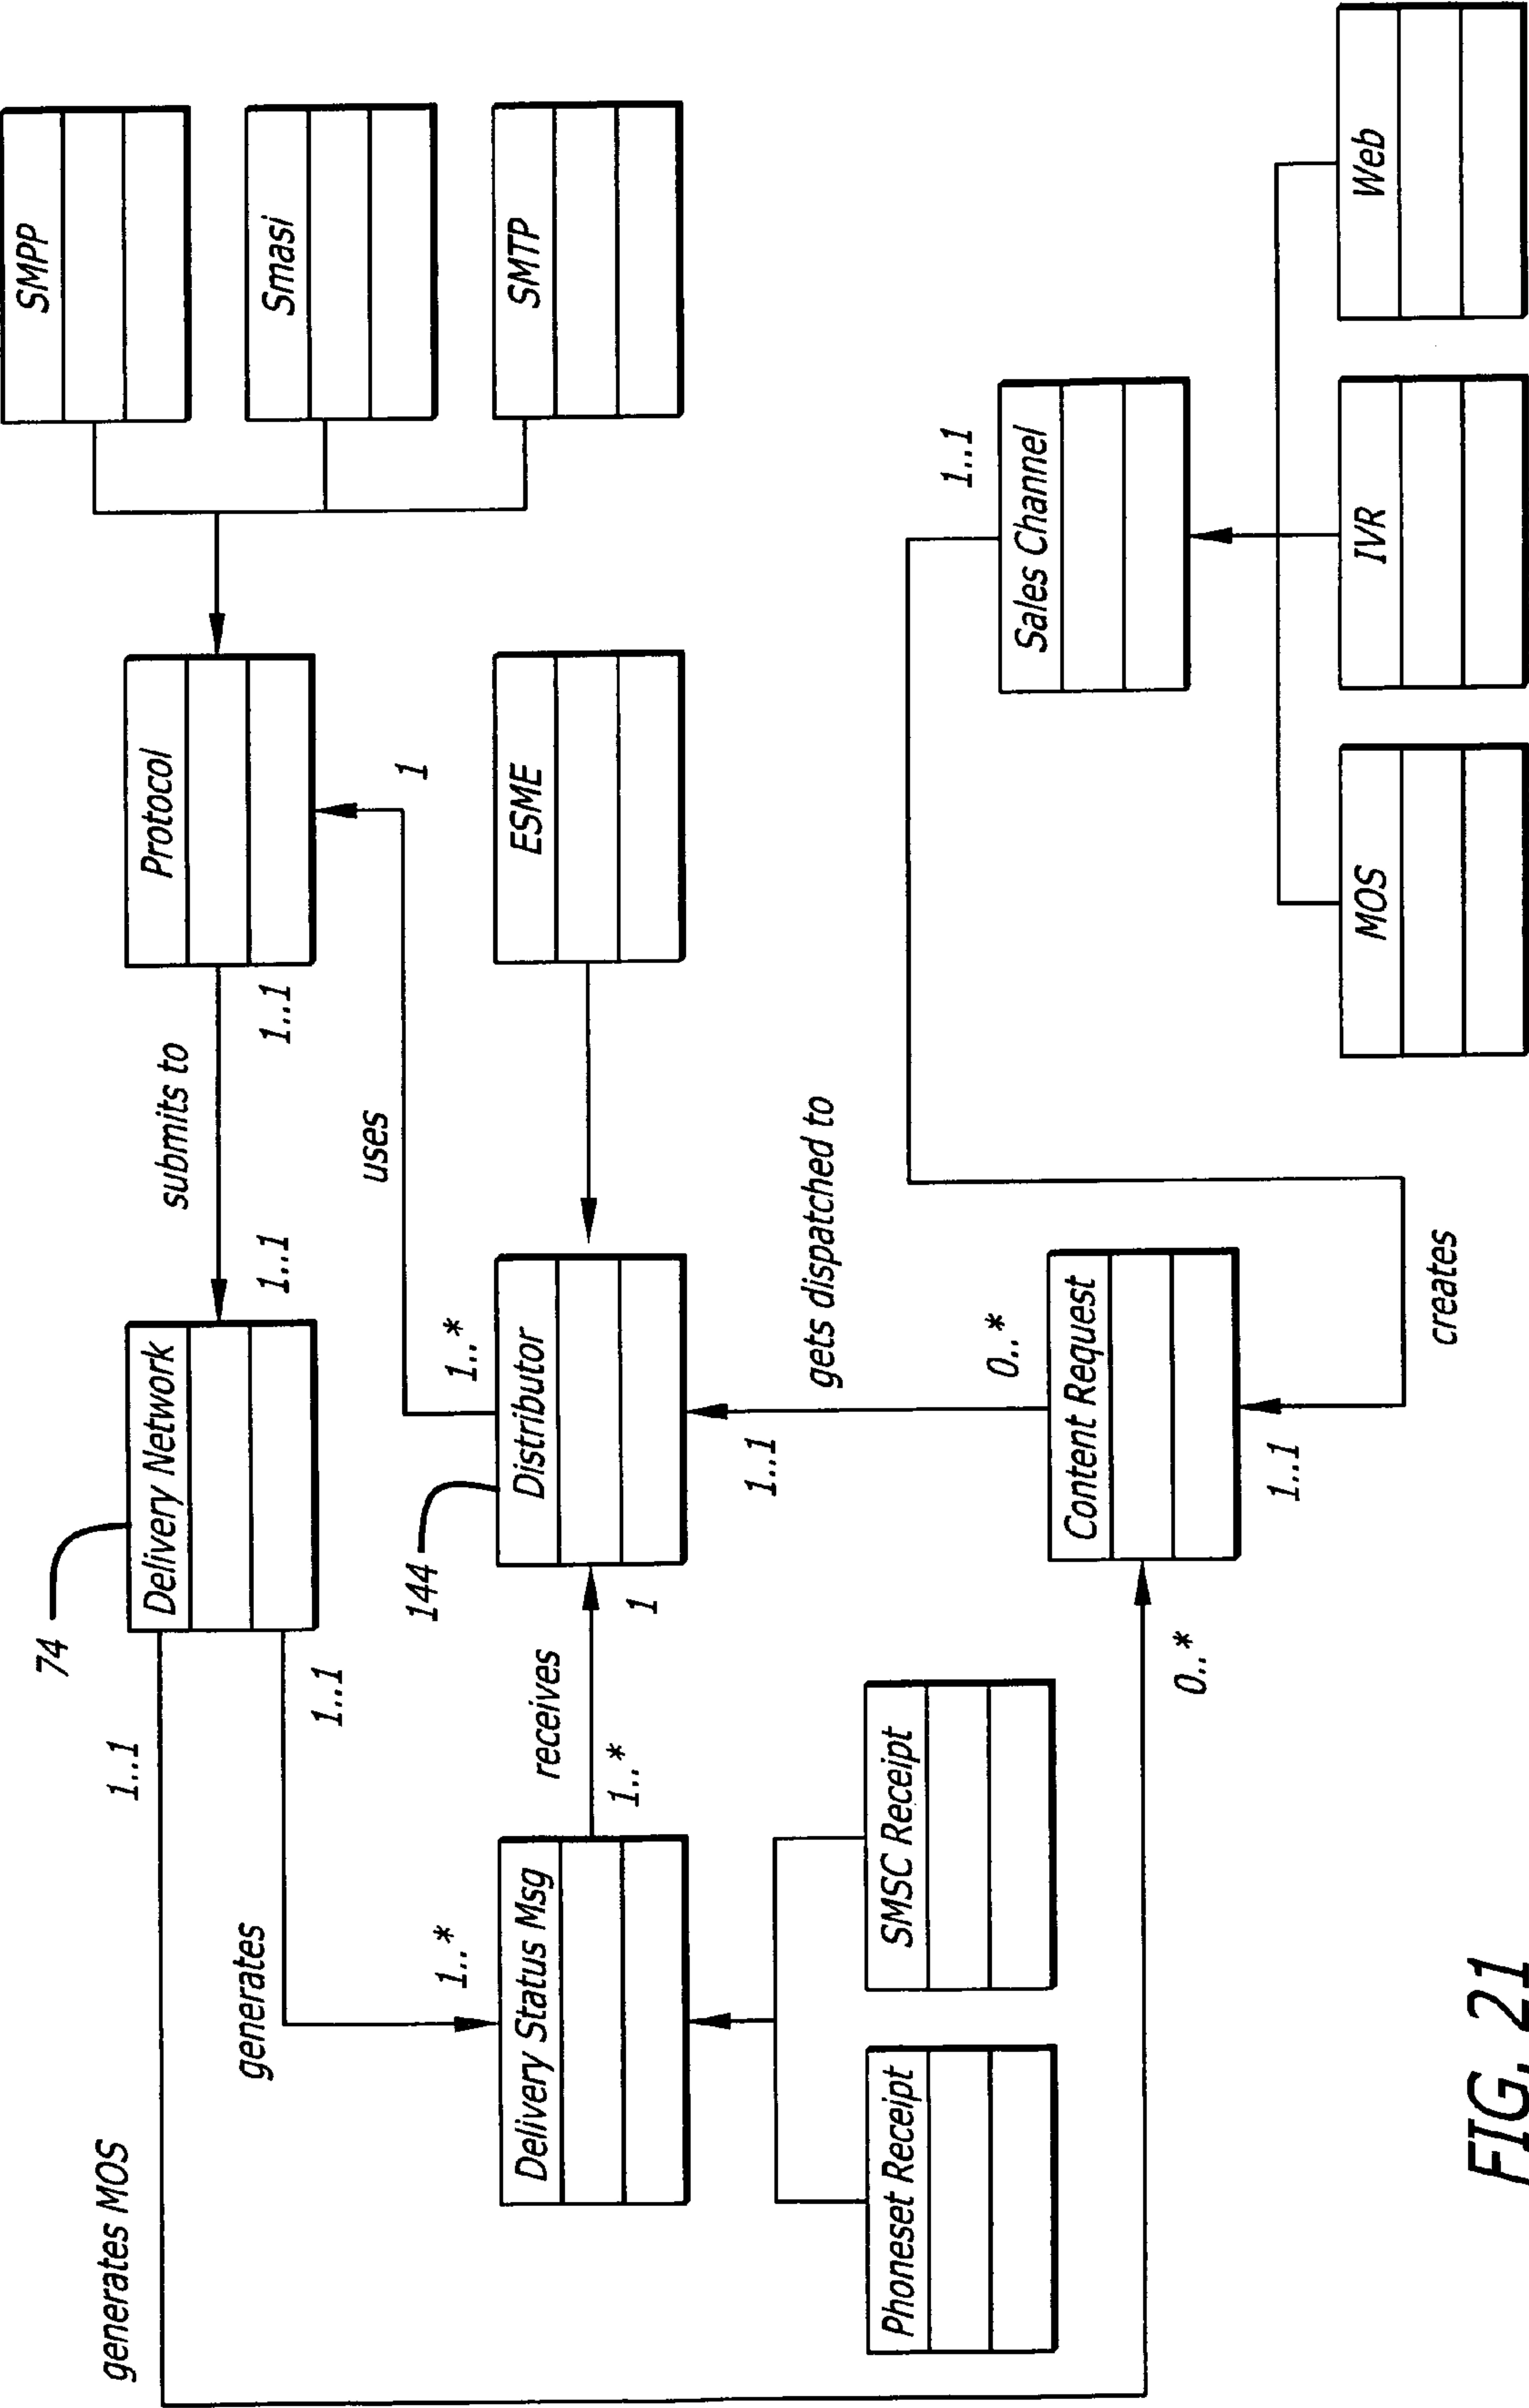 generates MOS
1..1
74
Delivery Network
1..1
submits to
1..1
Protocol
SMPP
generates
1..1
uses
1
Smasi
1..*
144
1..*
Delivery Status Msg
receives
1..*
1
Distributor
ESME
SMTP
Phoneset Receipt
SMSC Receipt
1..1
gets dispatched to
0..*
1..1
Sales Channel
Content Request
0..*
1..1
creates
MOS
IVR
Web
FIG. 21